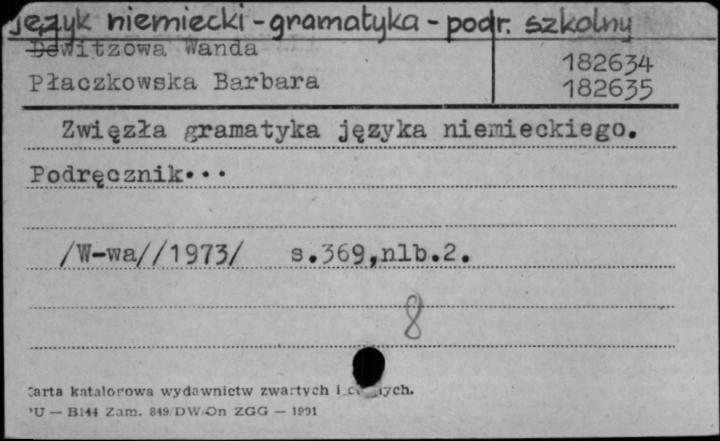 język niemiecki - gramatyka - podr. szkolny
Dewitzowa Wanda
182634
Płaczkowska Barbara
182635
Zwięzła gramatyka języka niemieckiego.
Podręcznik...
/W-wa//1973/ s.369,nlb.2.
8
Karta katalogowa wydawnictw zwartych i
PU — B144 Zam. 849/DW/On ZGG — 1991